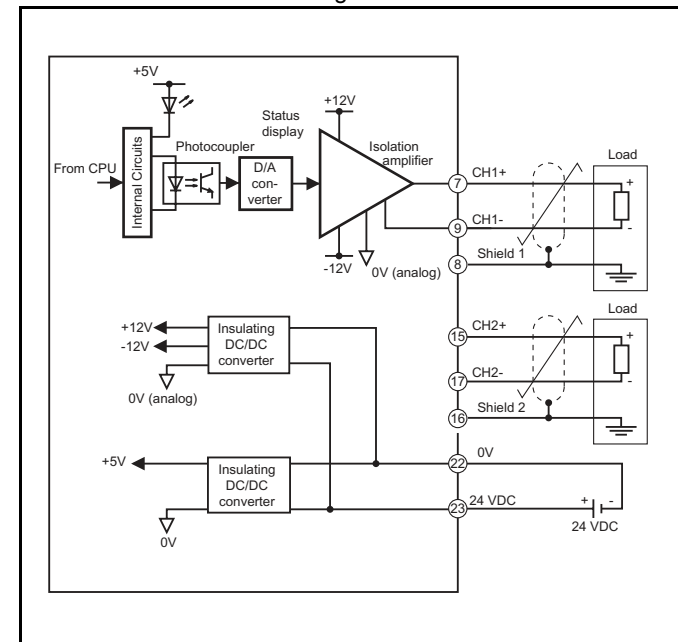 +5V
Status
display
+12V
Photocoupler
Isolation
amplifier
Load
From CPU
Internal Circuits
D/A
con-
verter
7
CH1+
+
9
CH1-
-
8
Shield 1
-12V
0V (analog)
Load
+12V
-12V
Insulating
DC/DC
converter
0V (analog)
15
CH2+
+
17
CH2-
-
16
Shield 2
+5V
Insulating
DC/DC
converter
22
0V
23
24 VDC
+ -
24 VDC
0V